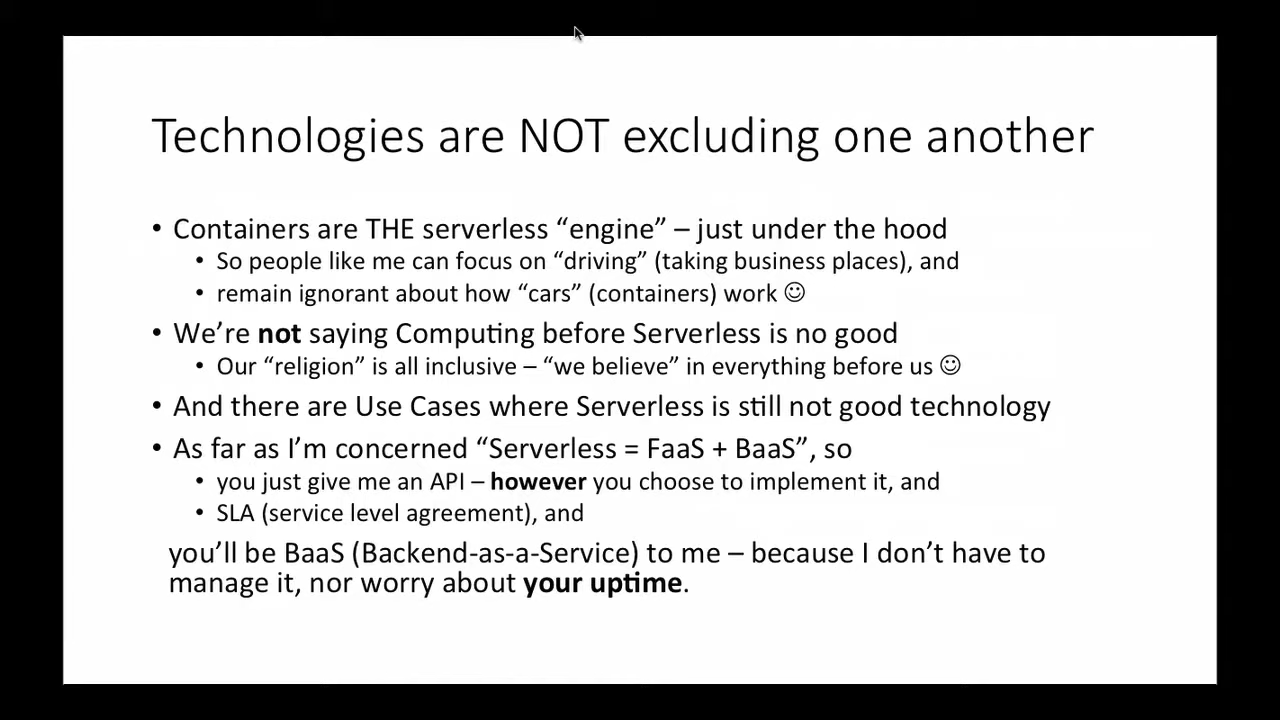 Technologies are NOT excluding one another
• Containers are THE serverless “engine” – just under the hood
• So people like me can focus on “driving” (taking business places), and
• remain ignorant about how “cars” (containers) work ☺
• We’re not saying Computing before Serverless is no good
• Our “religion” is all inclusive – “we believe” in everything before us ☺
• And there are Use Cases where Serverless is still not good technology
• As far as I’m concerned “Serverless = FaaS + BaaS”, so
• you just give me an API – however you choose to implement it, and
• SLA (service level agreement), and
you’ll be BaaS (Backend-as-a-Service) to me – because I don’t have to
manage it, nor worry about your uptime.